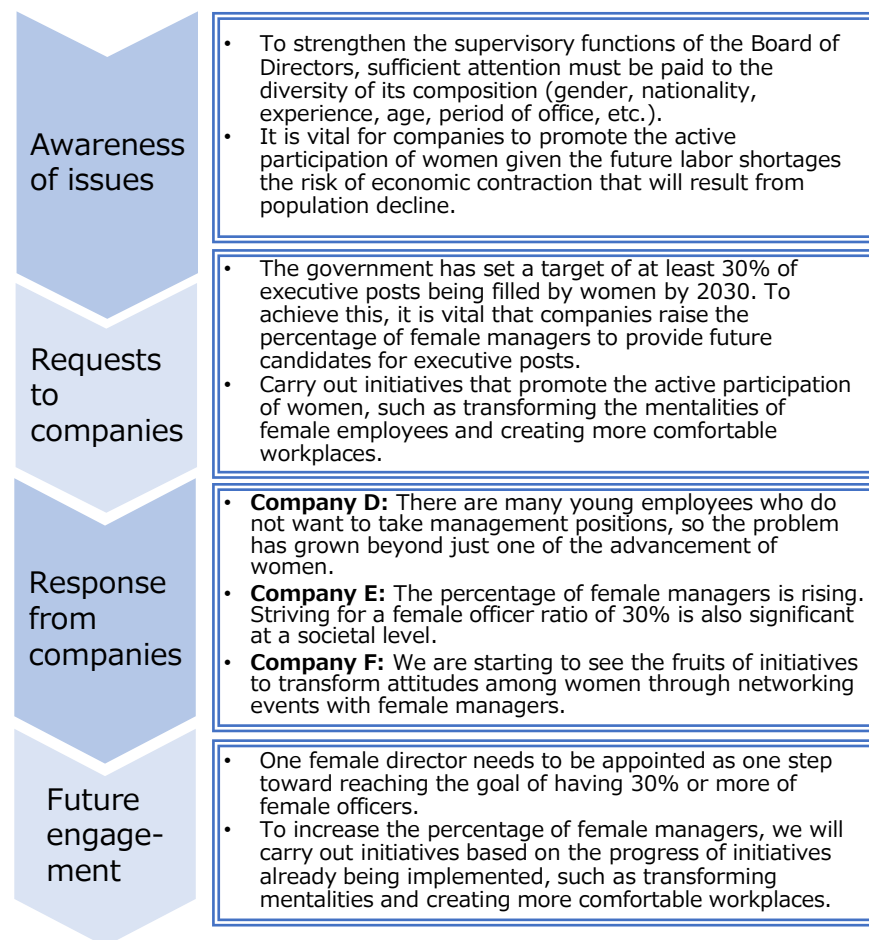 Awareness
of issues
• To strengthen the supervisory functions of the Board of
Directors, sufficient attention must be paid to the
diversity of its composition (gender, nationality,
experience, age, period of office, etc.).
• It is vital for companies to promote the active
participation of women given the future labor shortages
the risk of economic contraction that will result from
population decline.
Requests
to
companies
• The government has set a target of at least 30% of
executive posts being filled by women by 2030. To
achieve this, it is vital that companies raise the
percentage of female managers to provide future
candidates for executive posts.
• Carry out initiatives that promote the active participation
of women, such as transforming the mentalities of
female employees and creating more comfortable
workplaces.
Response
from
companies
• Company D: There are many young employees who do
not want to take management positions, so the problem
has grown beyond just one of the advancement of
women.
• Company E: The percentage of female managers is rising.
Striving for a female officer ratio of 30% is also significant
at a societal level.
• Company F: We are starting to see the fruits of initiatives
to transform attitudes among women through networking
events with female managers.
Future
engage-
ment
• One female director needs to be appointed as one step
toward reaching the goal of having 30% or more of
female officers.
• To increase the percentage of female managers, we will
carry out initiatives based on the progress of initiatives
already being implemented, such as transforming
mentalities and creating more comfortable workplaces.